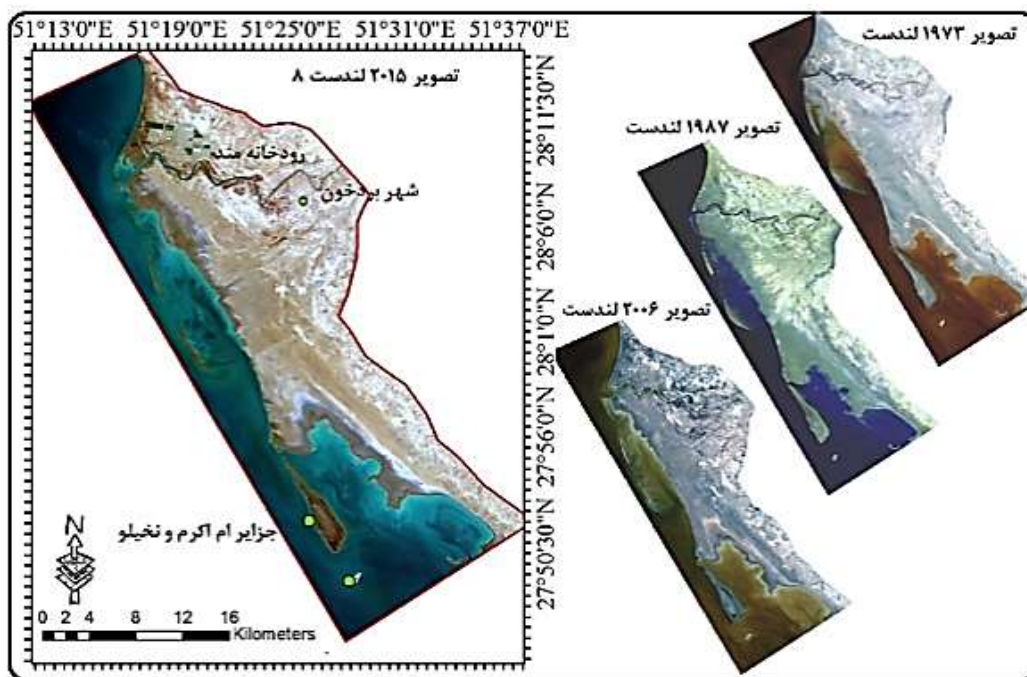 51°13'0"E 51°19'0"E 51°25'0"E 51°31'0"E 51°37'0"E
تصویر ۲۰۱۵ لندست ۸
رودخانه مند
شهر بردخون
جزایر ام اکرم و نخیلو
28°11'30"N
28°6'0"N
28°1'0"N
27°56'0"N
27°50'30"N
N
0 2 4 8 12 16
Kilometers
تصویر ۱۹۷۳ لندست
تصویر ۱۹۸۷ لندست
تصویر ۲۰۰۶ لندست